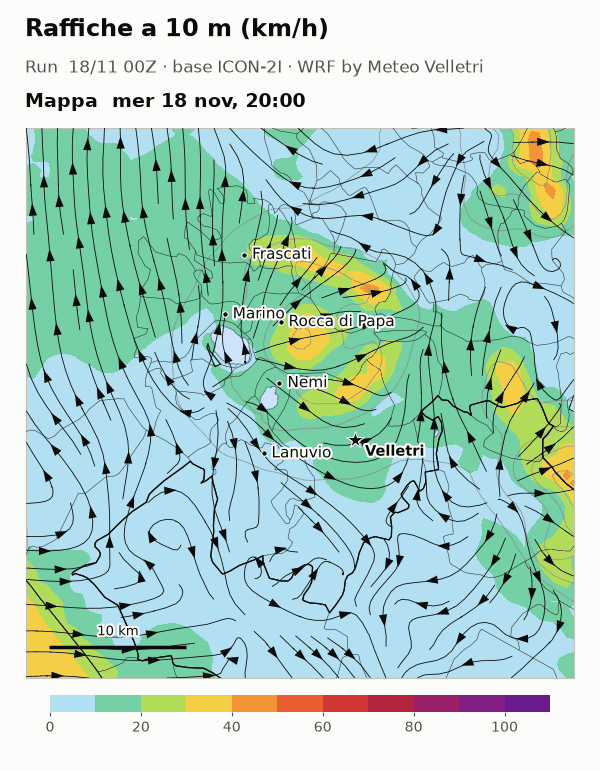 Raffiche a 10 m (km/h)
Run  18/11 00Z · base ICON-2I · WRF by Meteo Velletri
Mappa  mer 18 nov, 20:00
Frascati
Marino
Rocca di Papa
Nemi
Velletri
Lanuvio
10 km
0 20 40 60 80 100